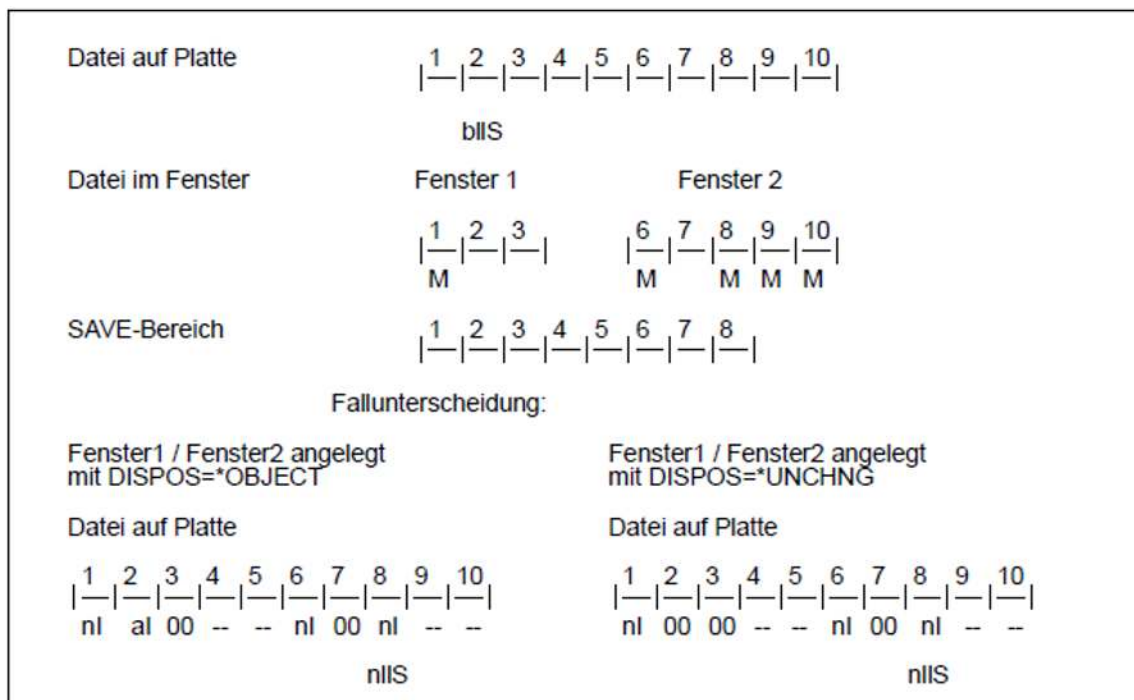 Datei auf Platte
1 2 3 4 5 6 7 8 9 10
bllS
Datei im Fenster Fenster 1 Fenster 2
1 2 3 6 7 8 9 10
M M M M M
SAVE-Bereich
1 2 3 4 5 6 7 8
Fallunterscheidung:
Fenster1 / Fenster2 angelegt
mit DISPOS=*OBJECT
Fenster1 / Fenster2 angelegt
mit DISPOS=*UNCHNG
Datei auf Platte
Datei auf Platte
1 2 3 4 5 6 7 8 9 10
1 2 3 4 5 6 7 8 9 10
nl al 00 -- -- nl 00 nl -- --
nl 00 00 -- -- nl 00 nl -- --
nllS
nllS